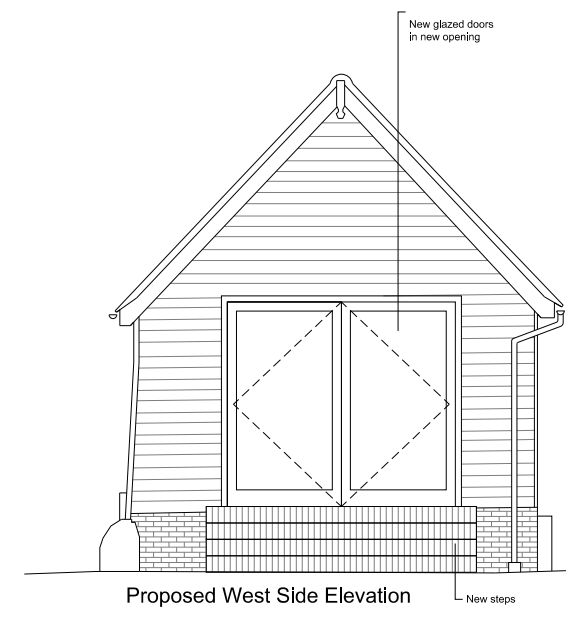 New glazed doors
in new opening
Proposed West Side Elevation
New steps